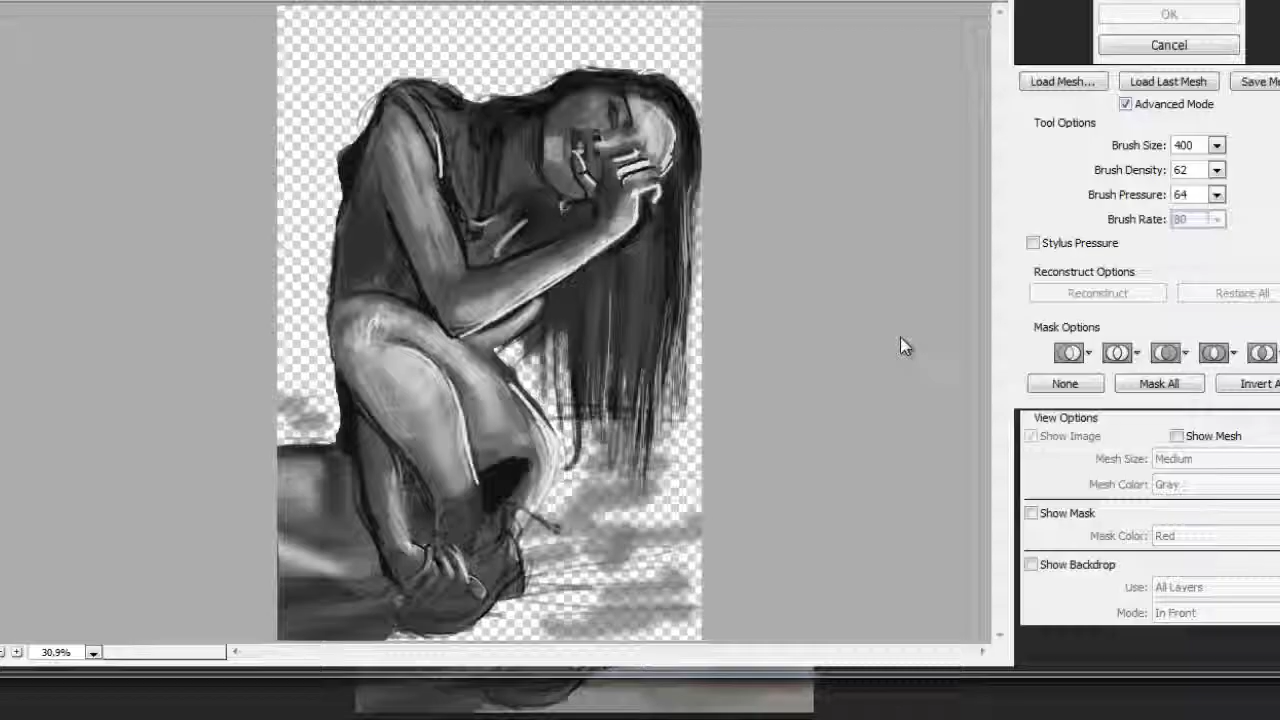 OK
Cancel
Load Mesh... Load Last Mesh Save Me
Advanced Mode
Tool Options
Brush Size: 400
Brush Density: 62
Brush Pressure: 64
Brush Rate: 80
Stylus Pressure
Reconstruct Options
Reconstruct Restore All
Mask Options
None Mask All Invert A
View Options
Show Image Show Mesh
Mesh Size: Medium
Mesh Color: Gray
Show Mask
Mask Color: Red
Show Backdrop
Use: All Layers
Mode: In Front
30,9%